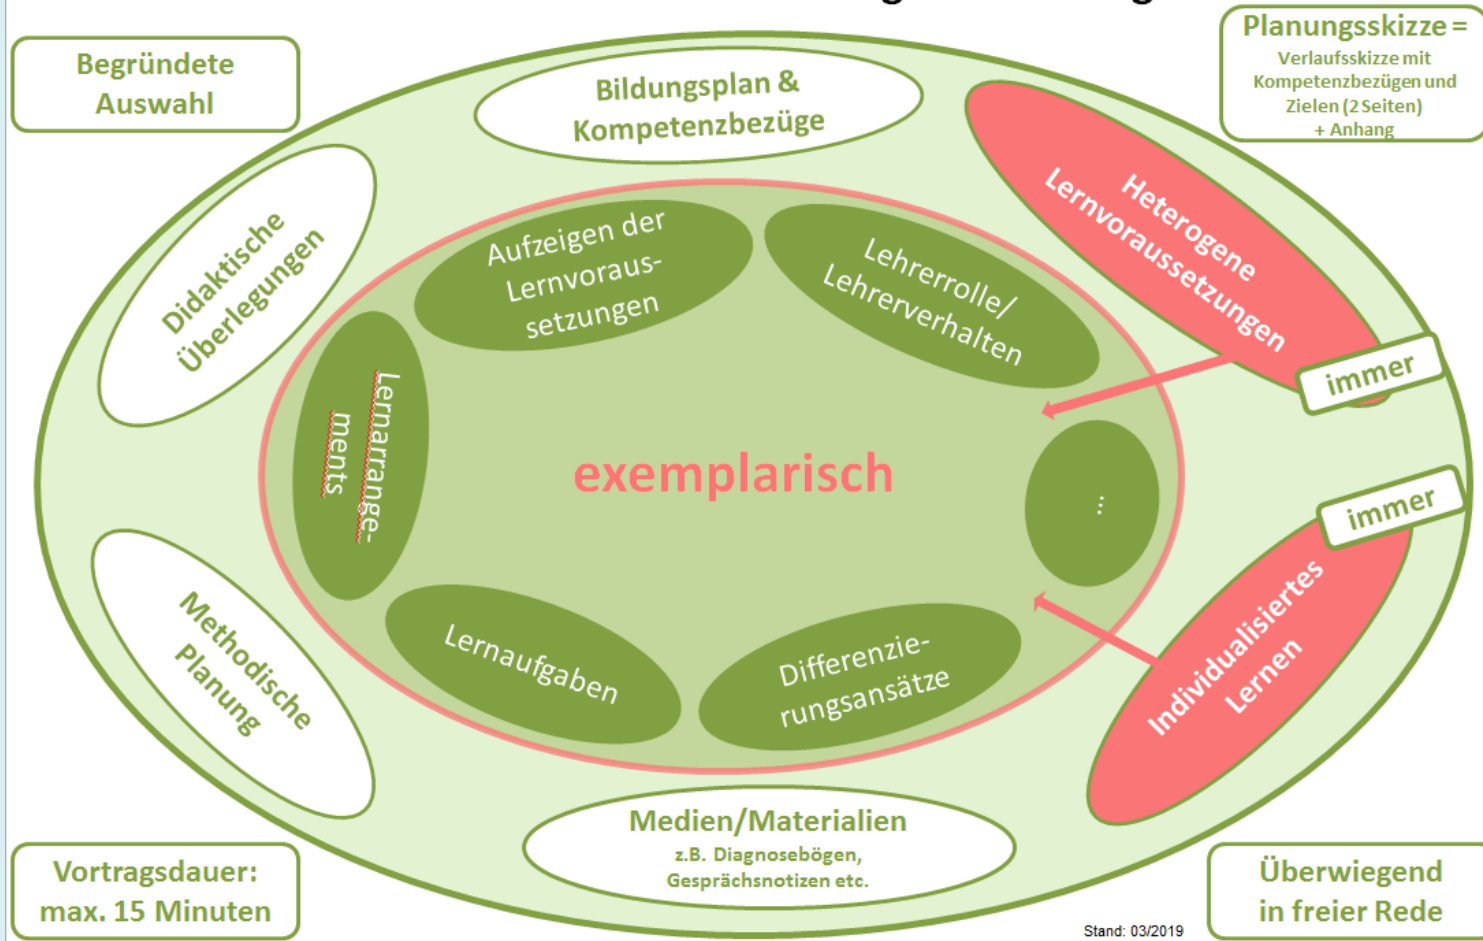 Begründete
Auswahl
Bildungsplan &
Kompetenzbezüge
Planungsskizze =
Verlaufsskizze mit
Kompetenzbezügen und
Zielen (2 Seiten)
+ Anhang
Didaktische
Überlegungen
Aufzeigen der
Lernvoraus-
setzungen
Lehrerrolle/
Lehrerverhalten
Heterogene
Lernvoraussetzungen
immer
Lernarrange-
ments
exemplarisch
...
immer
Methodische
Planung
Lernaufgaben
Differenzie-
rungsansätze
Individualisiertes
Lernen
Medien/Materialien
z.B. Diagnosebögen,
Gesprächsnotizen etc.
Vortragsdauer:
max. 15 Minuten
Überwiegend
in freier Rede
Stand: 03/2019